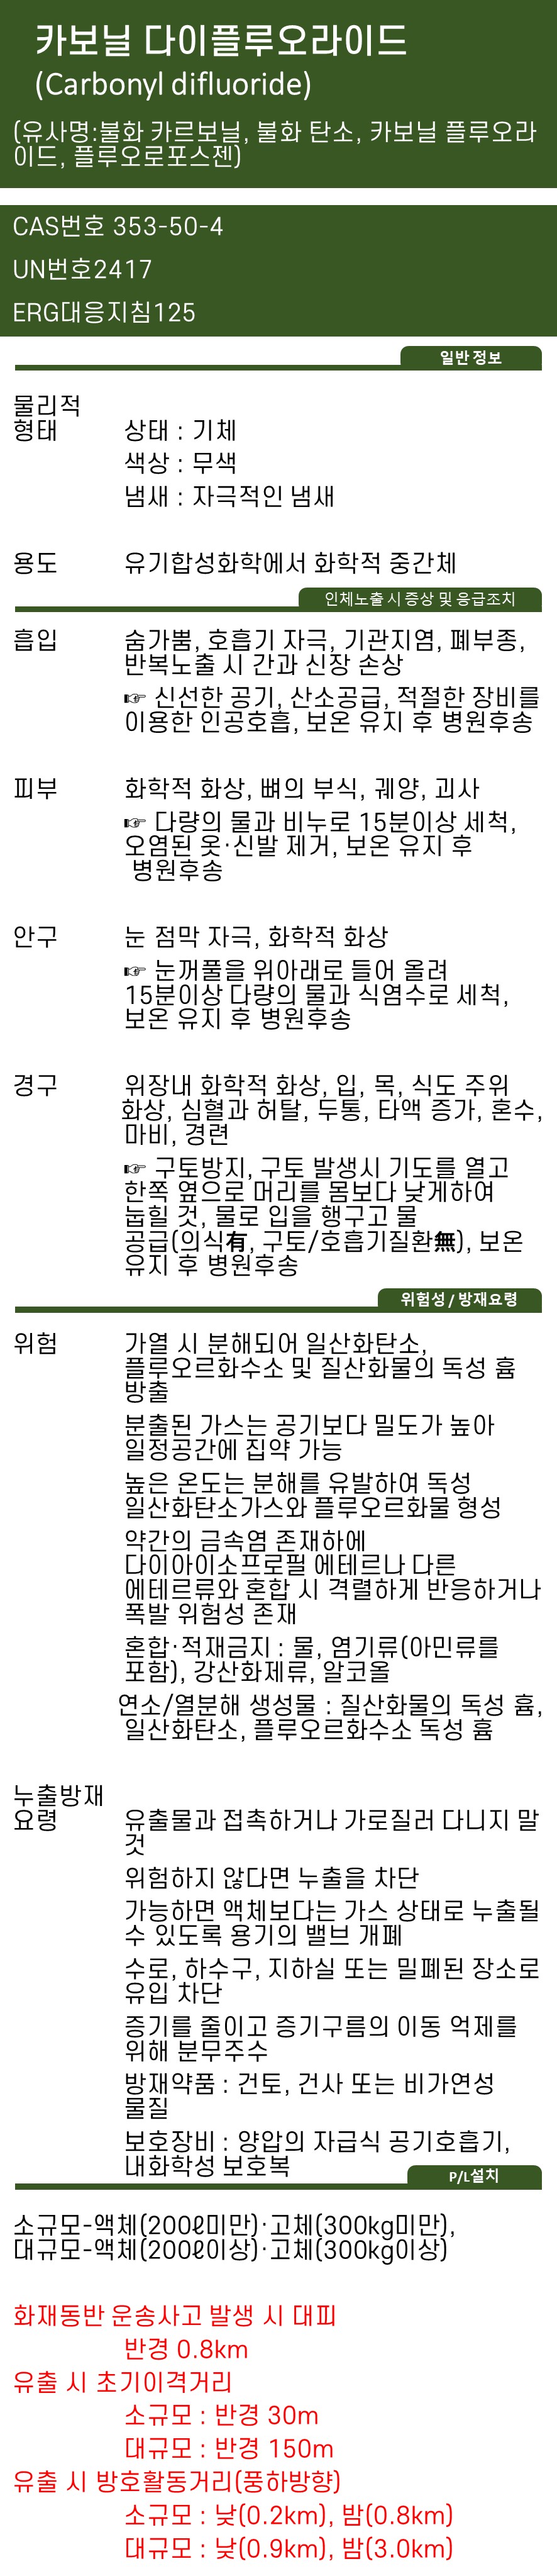 카보닐 다이플루오라이드
(Carbonyl difluoride)
(유사명:불화 카르보닐, 불화 탄소, 카보닐 플루오라
이드, 플루오로포스젠)
CAS번호 353-50-4
UN번호2417
ERG대응지침125
일반 정보
물리적
형태 상태 : 기체
색상 : 무색
냄새 : 자극적인 냄새
용도 유기합성화학에서 화학적 중간체
인체노출 시 증상 및 응급조치
흡입 숨가뿜, 호흡기 자극, 기관지염, 폐부종,
반복노출 시 간과 신장 손상
☞ 신선한 공기, 산소공급, 적절한 장비를
이용한 인공호흡, 보온 유지 후 병원후송
피부 화학적 화상, 뼈의 부식, 궤양, 괴사
☞ 다량의 물과 비누로 15분이상 세척,
오염된 옷·신발 제거, 보온 유지 후
병원후송
안구 눈 점막 자극, 화학적 화상
☞ 눈꺼풀을 위아래로 들어 올려
15분이상 다량의 물과 식염수로 세척,
보온 유지 후 병원후송
경구 위장내 화학적 화상, 입, 목, 식도 주위
화상, 심혈과 허탈, 두통, 타액 증가, 혼수,
마비, 경련
☞ 구토방지, 구토 발생시 기도를 열고
한쪽 옆으로 머리를 몸보다 낮게하여
눕힐 것, 물로 입을 행구고 물
공급(의식有, 구토/호흡기질환無), 보온
유지 후 병원후송
위험성 / 방재요령
위험 가열 시 분해되어 일산화탄소,
플루오르화수소 및 질산화물의 독성 흄
방출
분출된 가스는 공기보다 밀도가 높아
일정공간에 집약 가능
높은 온도는 분해를 유발하여 독성
일산화탄소가스와 플루오르화물 형성
약간의 금속염 존재하에
다이아이소프로필 에테르나 다른
에테르류와 혼합 시 격렬하게 반응하거나
폭발 위험성 존재
혼합·적재금지 : 물, 염기류(아민류를
포함), 강산화제류, 알코올
연소/열분해 생성물 : 질산화물의 독성 흄,
일산화탄소, 플루오르화수소 독성 흄
누출방재
요령 유출물과 접촉하거나 가로질러 다니지 말
것
위험하지 않다면 누출을 차단
가능하면 액체보다는 가스 상태로 누출될
수 있도록 용기의 밸브 개폐
수로, 하수구, 지하실 또는 밀폐된 장소로
유입 차단
증기를 줄이고 증기구름의 이동 억제를
위해 분무주수
방재약품 : 건토, 건사 또는 비가연성
물질
보호장비 : 양압의 자급식 공기호흡기,
내화학성 보호복
P/L설치
소규모-액체(200ℓ미만)·고체(300kg미만),
대규모-액체(200ℓ이상)·고체(300kg이상)
화재동반 운송사고 발생 시 대피
반경 0.8km
유출 시 초기이격거리
소규모 : 반경 30m
대규모 : 반경 150m
유출 시 방호활동거리(풍하방향)
소규모 : 낮(0.2km), 밤(0.8km)
대규모 : 낮(0.9km), 밤(3.0km)